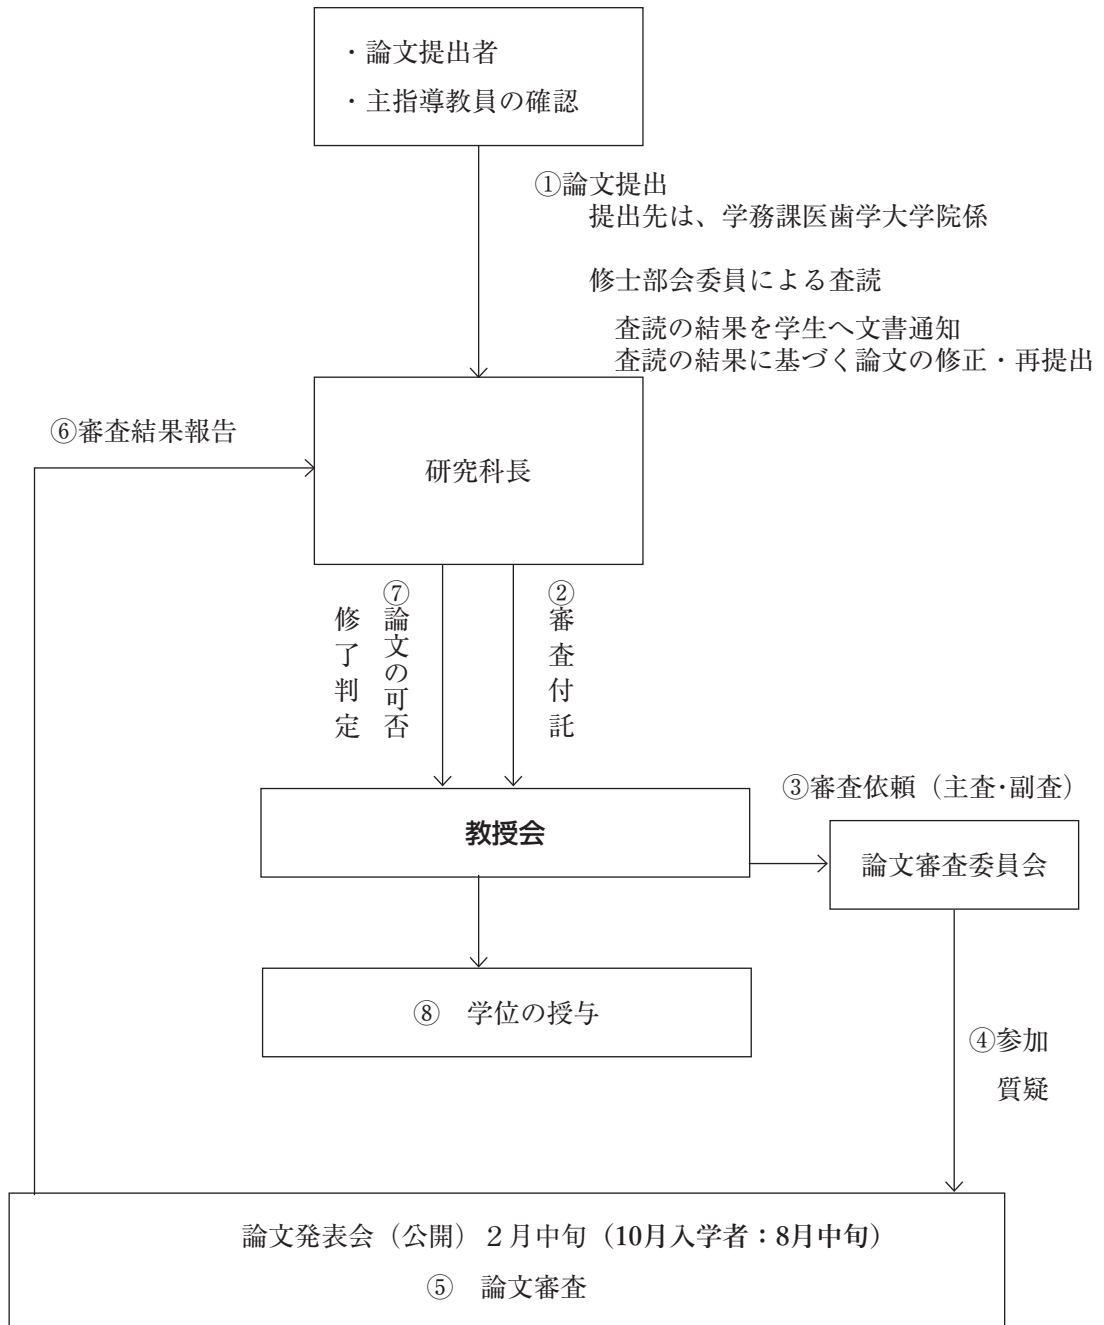 ・論文提出者
・主指導教員の確認
①論文提出
提出先は、学務課医歯学大学院係
修士部会委員による査読
査読の結果を学生へ文書通知
査読の結果に基づく論文の修正・再提出
⑥審査結果報告
研究科長
⑦論文の可否
修了判定
②審査付託
教授会
③審査依頼（主査・副査）
論文審査委員会
⑧　学位の授与
④参加
質疑
論文発表会（公開）２月中旬（10月入学者：8月中旬）
⑤　論文審査